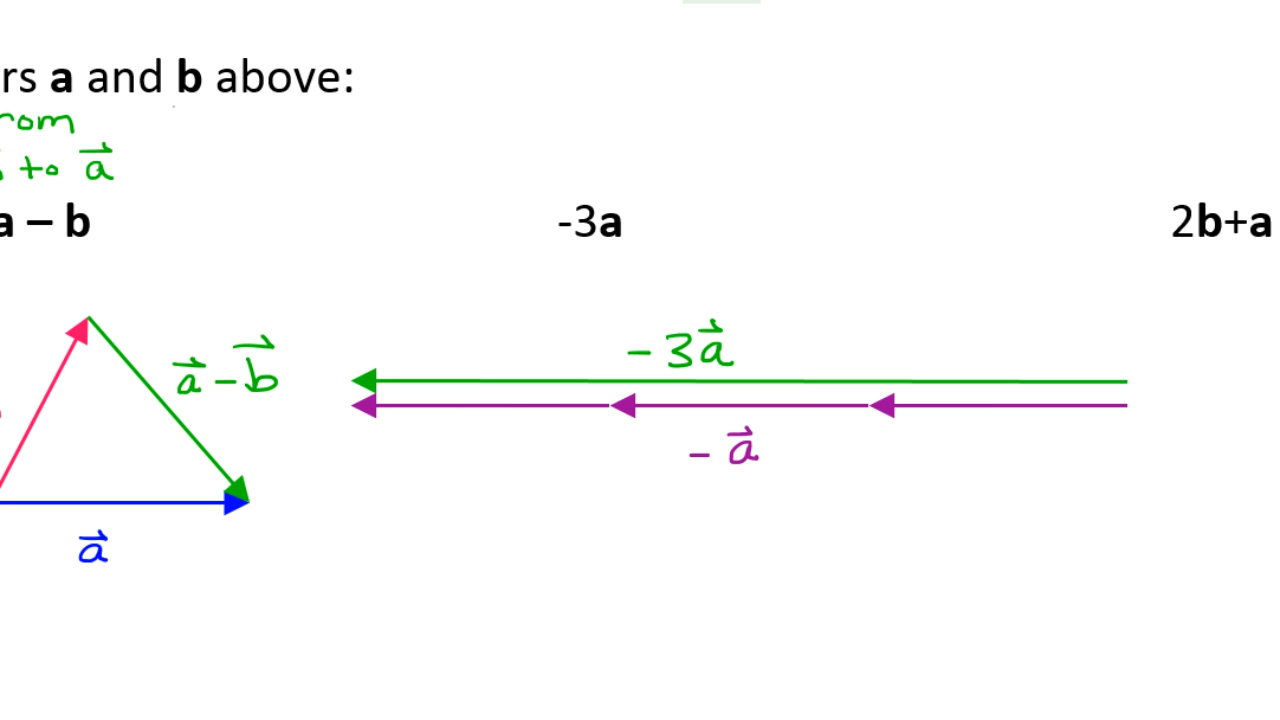 rs a and b above:
rom
to a⃗
a – b
-3a
2b+a
-3a⃗
a⃗-b⃗
-a⃗
a⃗